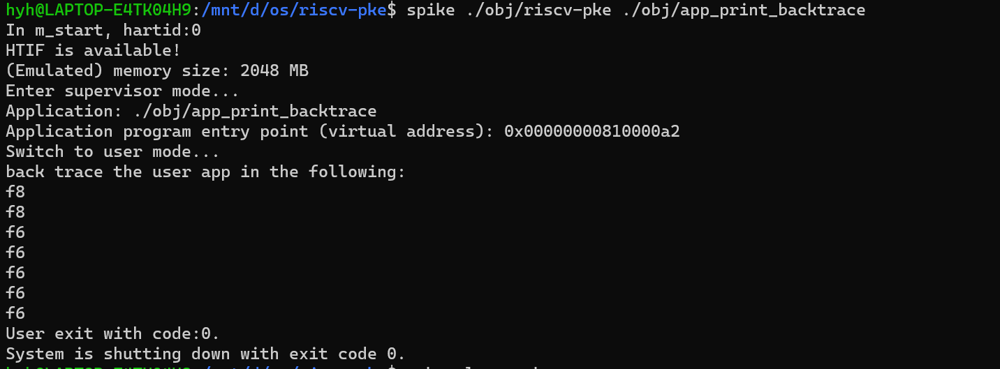 hyh@LAPTOP-E4TK04H9:/mnt/d/os/riscv-pke$ spike ./obj/riscv-pke ./obj/app_print_backtrace
In m_start, hartid:0
HTIF is available!
(Emulated) memory size: 2048 MB
Enter supervisor mode...
Application: ./obj/app_print_backtrace
Application program entry point (virtual address): 0x00000000810000a2
Switch to user mode...
back trace the user app in the following:
f8
f8
f6
f6
f6
f6
f6
User exit with code:0.
System is shutting down with exit code 0.